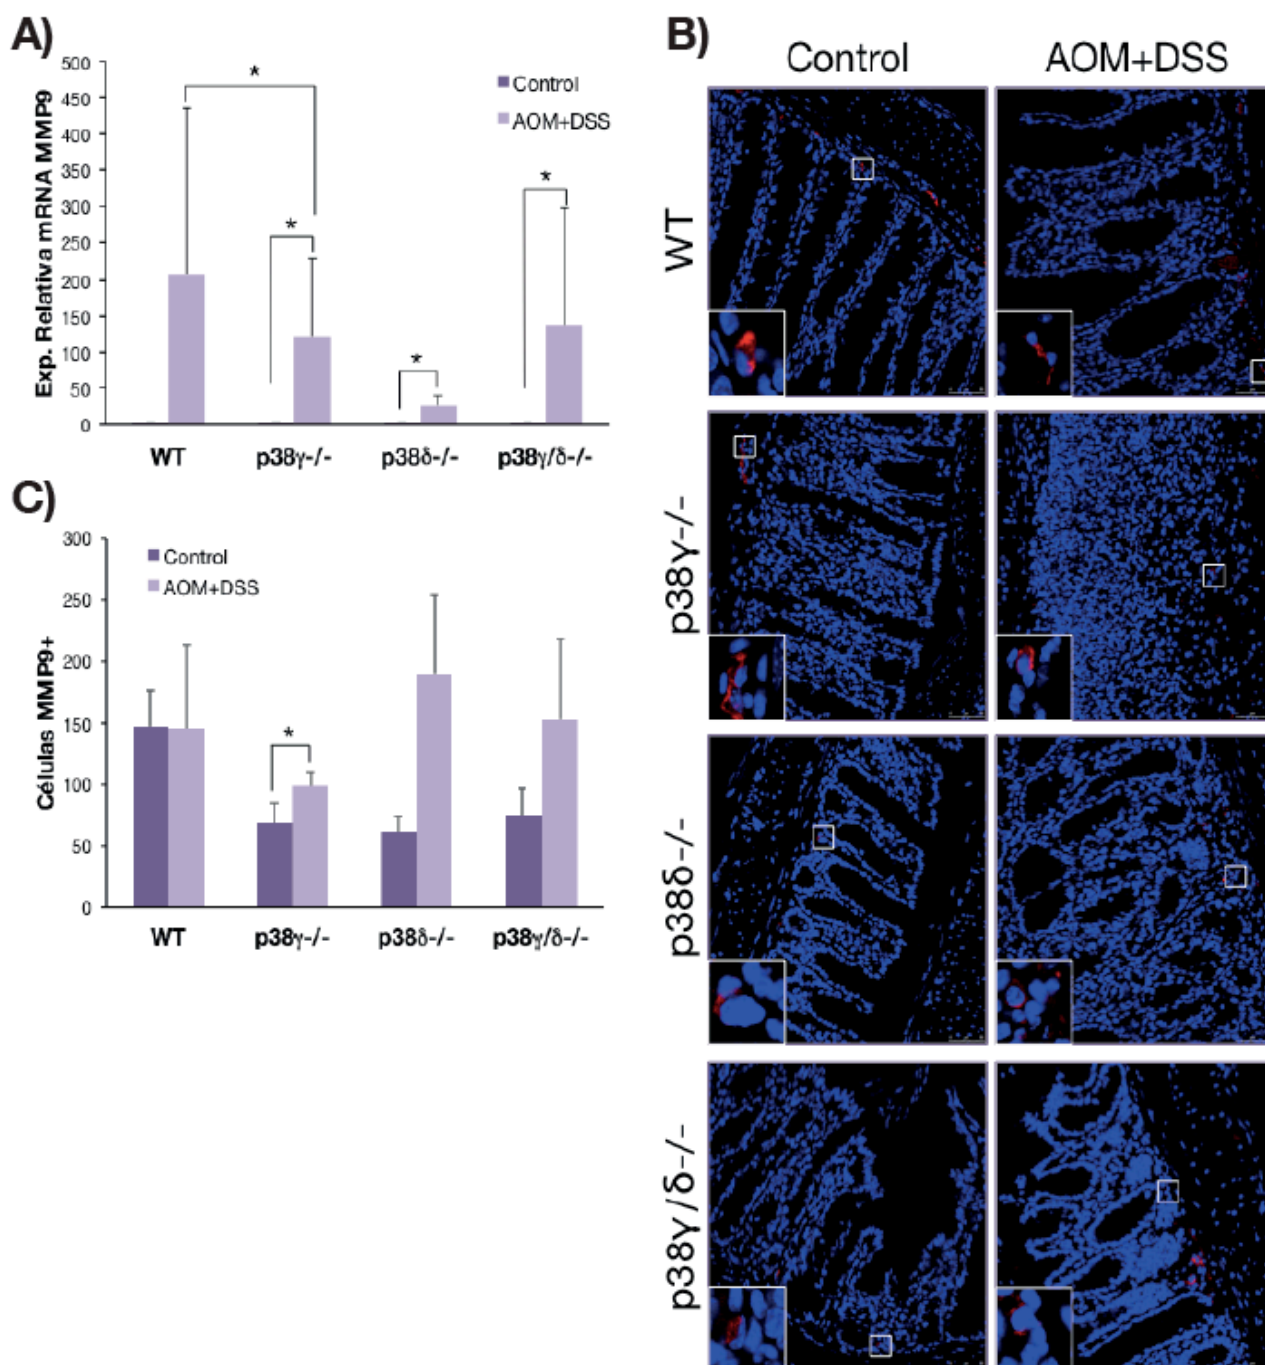 A)
Exp. Relativa mRNA MMP9
500
450
400
350
300
250
200
150
100
50
0
Control
AOM+DSS
*
*
*
*
WT
p38γ-/-
p38δ-/-
p38γ/δ-/-
C)
Células MMP9+
300
250
200
150
100
50
0
Control
AOM+DSS
*
WT
p38γ-/-
p38δ-/-
p38γ/δ-/-
B)
Control
AOM+DSS
WT
p38γ-/-
p38δ-/-
p38γ/δ-/-